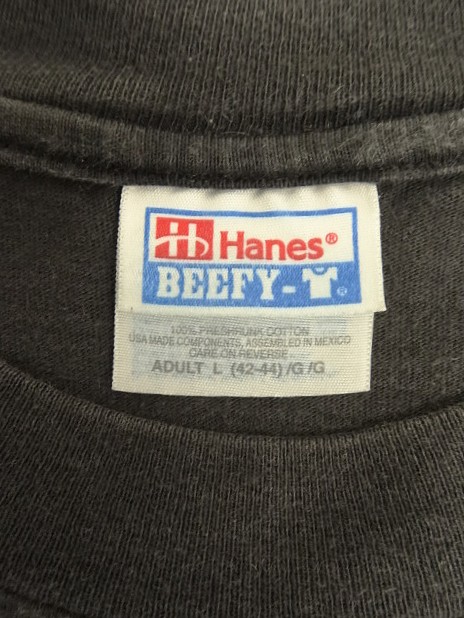 Hanes®
BEEFY-T®
100% PRESHRUNK COTTON
USA MADE COMPONENTS, ASSEMBLED IN MEXICO
CARE ON REVERSE
ADULT L (42-44)/G/G